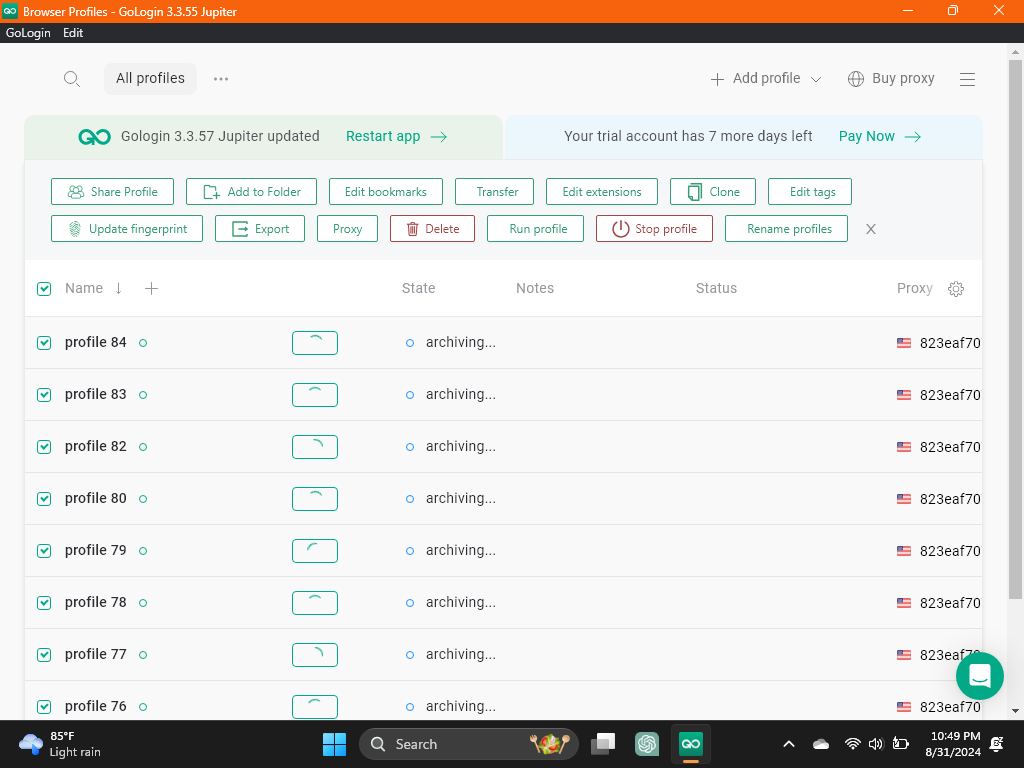 Browser Profiles - GoLogin 3.3.55 Jupiter
GoLogin Edit
All profiles
Add profile
Buy proxy
Gologin 3.3.57 Jupiter updated Restart app
Your trial account has 7 more days left Pay Now
Share Profile Add to Folder Edit bookmarks Transfer Edit extensions Clone Edit tags
Update fingerprint Export Proxy Delete Run profile Stop profile Rename profiles X
Name State Notes Status Proxy
profile 84 archiving... 823eaf70
profile 83 archiving... 823eaf70
profile 82 archiving... 823eaf70
profile 80 archiving... 823eaf70
profile 79 archiving... 823eaf70
profile 78 archiving... 823eaf70
profile 77 archiving... 823eaf70
profile 76 archiving... 823eaf70
85°F
Light rain
Search
10:49 PM
8/31/2024